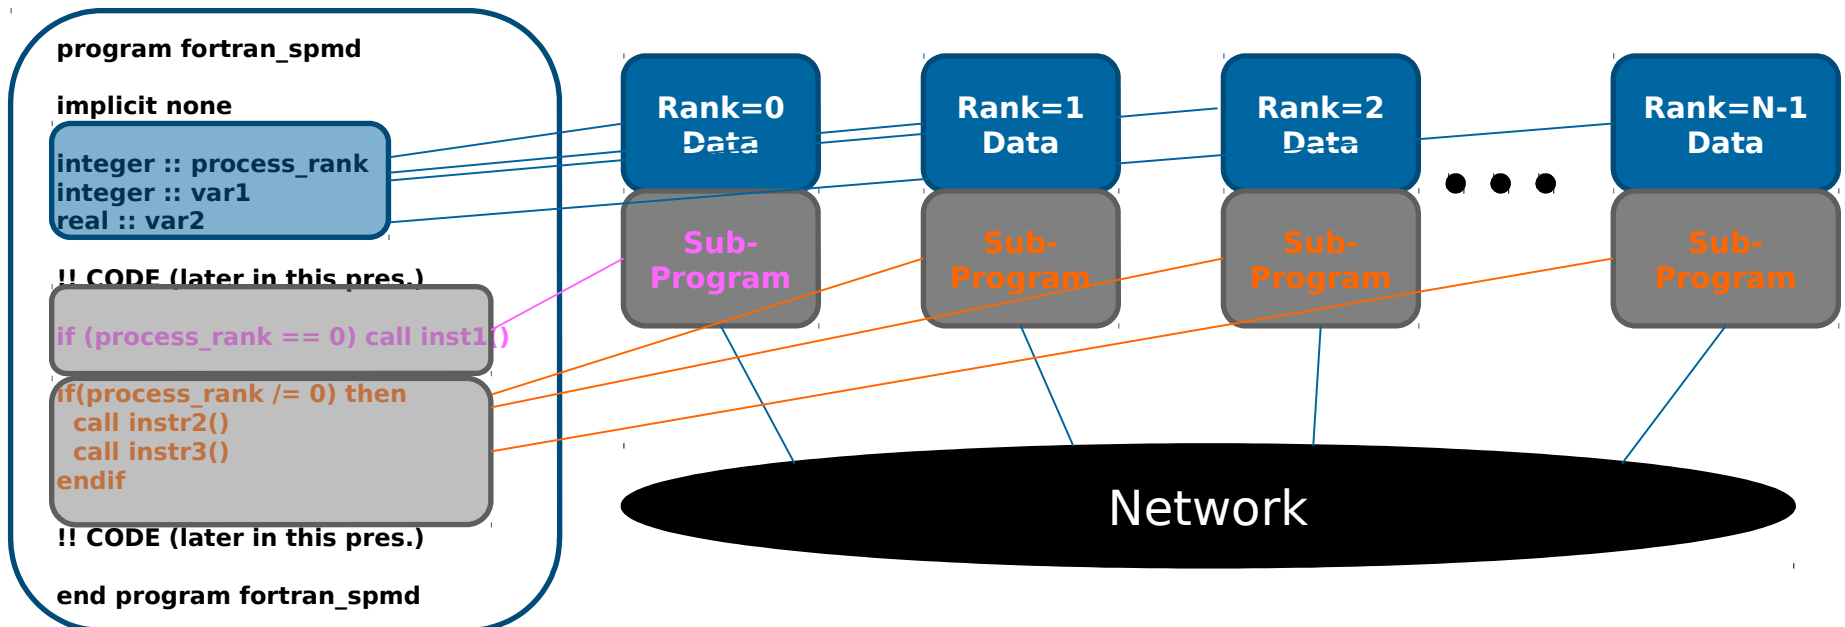 program fortran_spmd
implicit none
integer :: process_rank
integer :: var1
real :: var2
!! CODE (later in this pres.)
if (process_rank == 0) call inst1()
if(process_rank /= 0) then
call instr2()
call instr3()
endif
!! CODE (later in this pres.)
end program fortran_spmd
Rank=0
Data
Sub-
Program
Rank=1
Data
Sub-
Program
Rank=2
Data
Sub-
Program
Rank=N-1
Data
Sub-
Program
Network